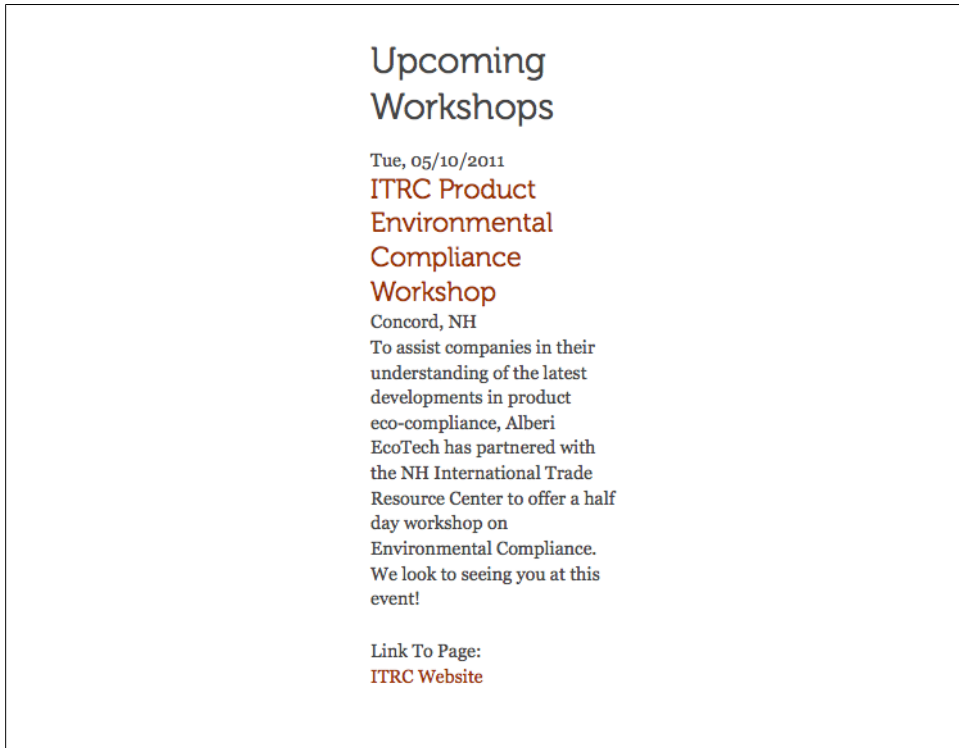 Upcoming
Workshops
Tue, 05/10/2011
ITRC Product
Environmental
Compliance
Workshop
Concord, NH
To assist companies in their
understanding of the latest
developments in product
eco-compliance, Alberi
EcoTech has partnered with
the NH International Trade
Resource Center to offer a half
day workshop on
Environmental Compliance.
We look to seeing you at this
event!
Link To Page:
ITRC Website